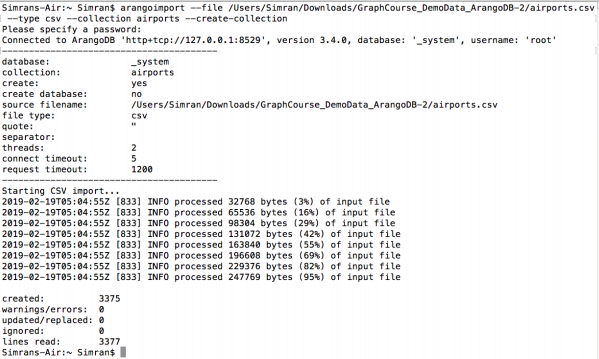 Simrans-Air:~ Simran$ arangoimport --file /Users/Simran/Downloads/GraphCourse_DemoData_ArangoDB-2/airports.csv
--type csv --collection airports --create-collection
Please specify a password:
Connected to ArangoDB 'http+tcp://127.0.0.1:8529', version 3.4.0, database: '_system', username: 'root'
----------------------------------------
database: _system
collection: airports
create: yes
create database: no
source filename: /Users/Simran/Downloads/GraphCourse_DemoData_ArangoDB-2/airports.csv
file type: csv
quote: "
separator:
threads: 2
connect timeout: 5
request timeout: 1200
----------------------------------------
Starting CSV import...
2019-02-19T05:04:55Z [833] INFO processed 32768 bytes (3%) of input file
2019-02-19T05:04:55Z [833] INFO processed 65536 bytes (16%) of input file
2019-02-19T05:04:55Z [833] INFO processed 98304 bytes (29%) of input file
2019-02-19T05:04:55Z [833] INFO processed 131072 bytes (42%) of input file
2019-02-19T05:04:55Z [833] INFO processed 163840 bytes (55%) of input file
2019-02-19T05:04:55Z [833] INFO processed 196608 bytes (69%) of input file
2019-02-19T05:04:55Z [833] INFO processed 229376 bytes (82%) of input file
2019-02-19T05:04:55Z [833] INFO processed 247769 bytes (95%) of input file
created: 3375
warnings/errors: 0
updated/replaced: 0
ignored: 0
lines read: 3377
Simrans-Air:~ Simran$